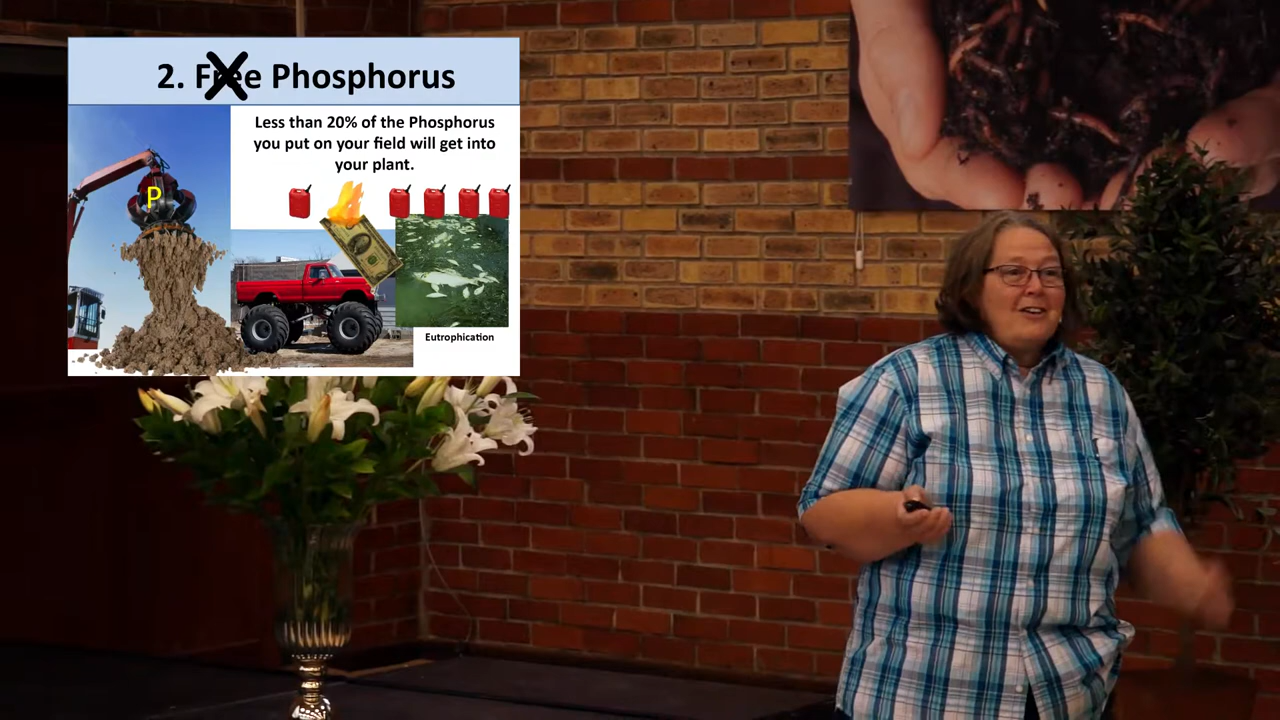 2. Free Phosphorus
Less than 20% of the Phosphorus
you put on your field will get into
your plant.
P
Eutrophication